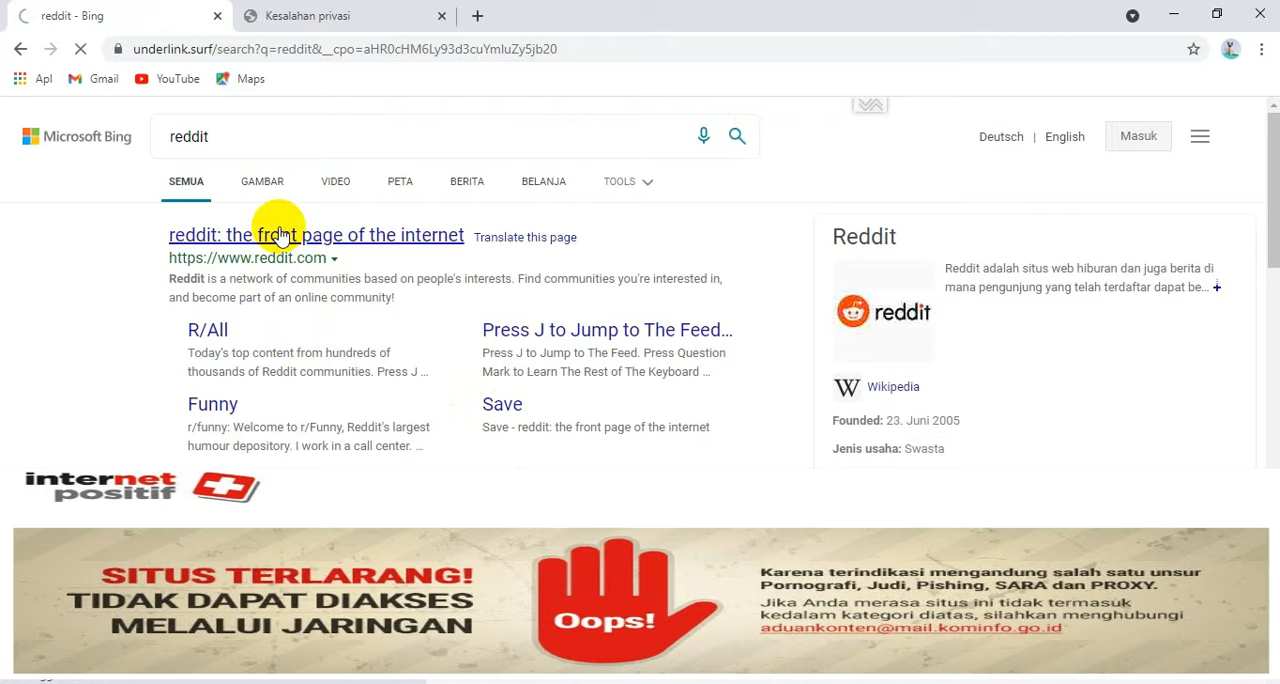 reddit - Bing
Kesalahan privasi
underlink.surf/search?q=reddit&__cpo=aHR0cHM6Ly93d3cuYmluZy5jb20
Apl Gmail YouTube Maps
Microsoft Bing
reddit
Deutsch | English Masuk
SEMUA GAMBAR VIDEO PETA BERITA BELANJA TOOLS
reddit: the front page of the internet Translate this page
https://www.reddit.com
Reddit is a network of communities based on people's interests. Find communities you're interested in,
and become part of an online community!
R/All
Today's top content from hundreds of
thousands of Reddit communities. Press J ...
Press J to Jump to The Feed...
Press J to Jump to The Feed. Press Question
Mark to Learn The Rest of The Keyboard ...
Funny
r/funny: Welcome to r/Funny, Reddit's largest
humour depository. I work in a call center. ...
Save
Save - reddit: the front page of the internet
Reddit
Reddit adalah situs web hiburan dan juga berita di
mana pengunjung yang telah terdaftar dapat be... +
reddit
W Wikipedia
Founded: 23. Juni 2005
Jenis usaha: Swasta
internet
positif
SITUS TERLARANG!
TIDAK DAPAT DIAKSES
MELALUI JARINGAN
Oops!
Karena terindikasi mengandung salah satu unsur
Pornografi, Judi, Pishing, SARA dan PROXY.
Jika Anda merasa situs ini tidak termasuk
kedalam kategori diatas, silahkan menghubungi
aduankonten@mail.kominfo.go.id